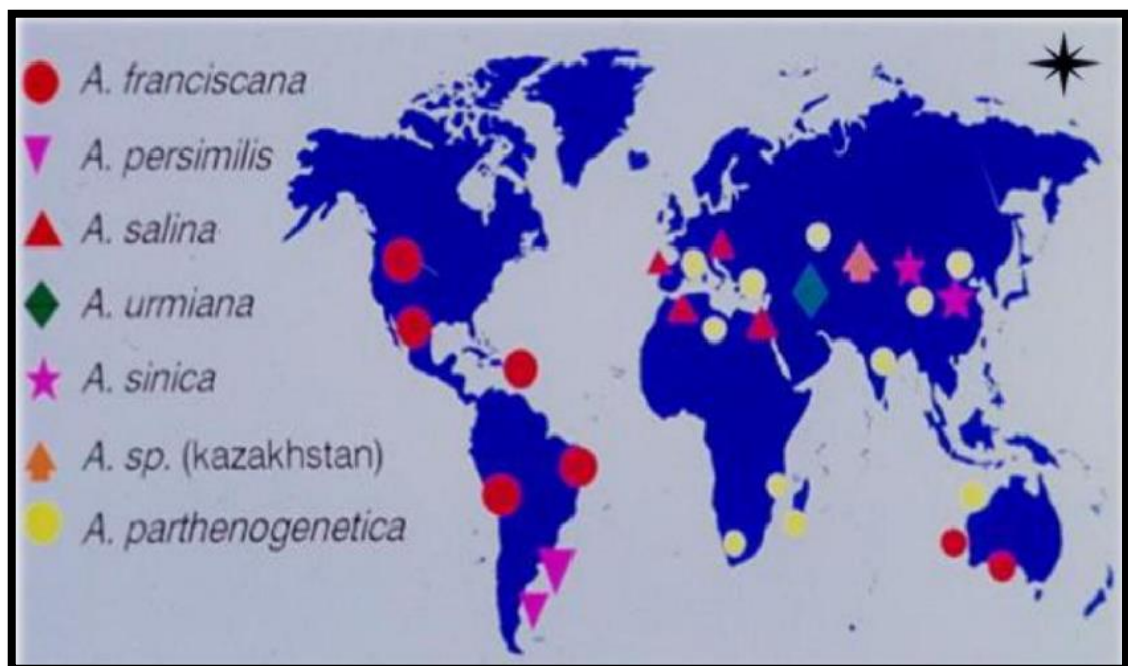 A. franciscana
A. persimilis
A. salina
A. urmiana
A. sinica
A. sp. (kazakhstan)
A. parthenogenetica